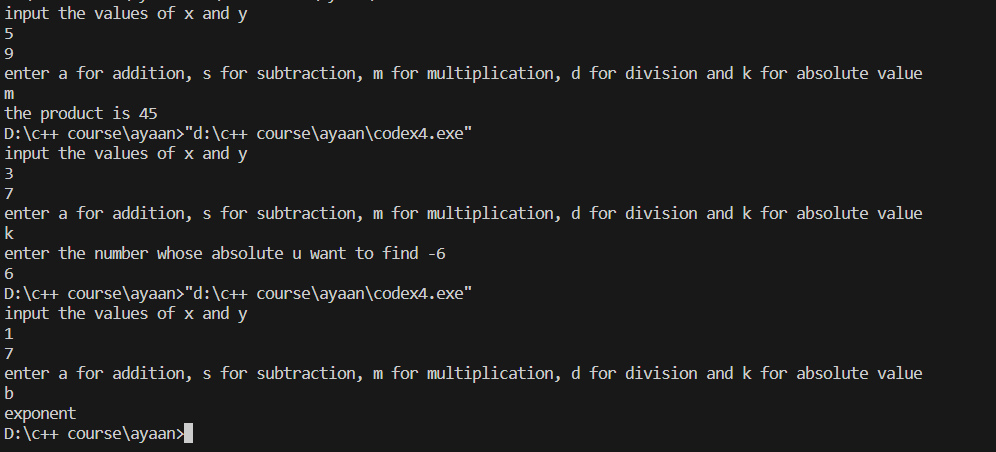 input the values of x and y
5
9
enter a for addition, s for subtraction, m for multiplication, d for division and k for absolute value
m
the product is 45
D:\c++ course\ayaan>"d:\c++ course\ayaan\codex4.exe"
input the values of x and y
3
7
enter a for addition, s for subtraction, m for multiplication, d for division and k for absolute value
k
enter the number whose absolute u want to find -6
6
D:\c++ course\ayaan>"d:\c++ course\ayaan\codex4.exe"
input the values of x and y
1
7
enter a for addition, s for subtraction, m for multiplication, d for division and k for absolute value
b
exponent
D:\c++ course\ayaan>